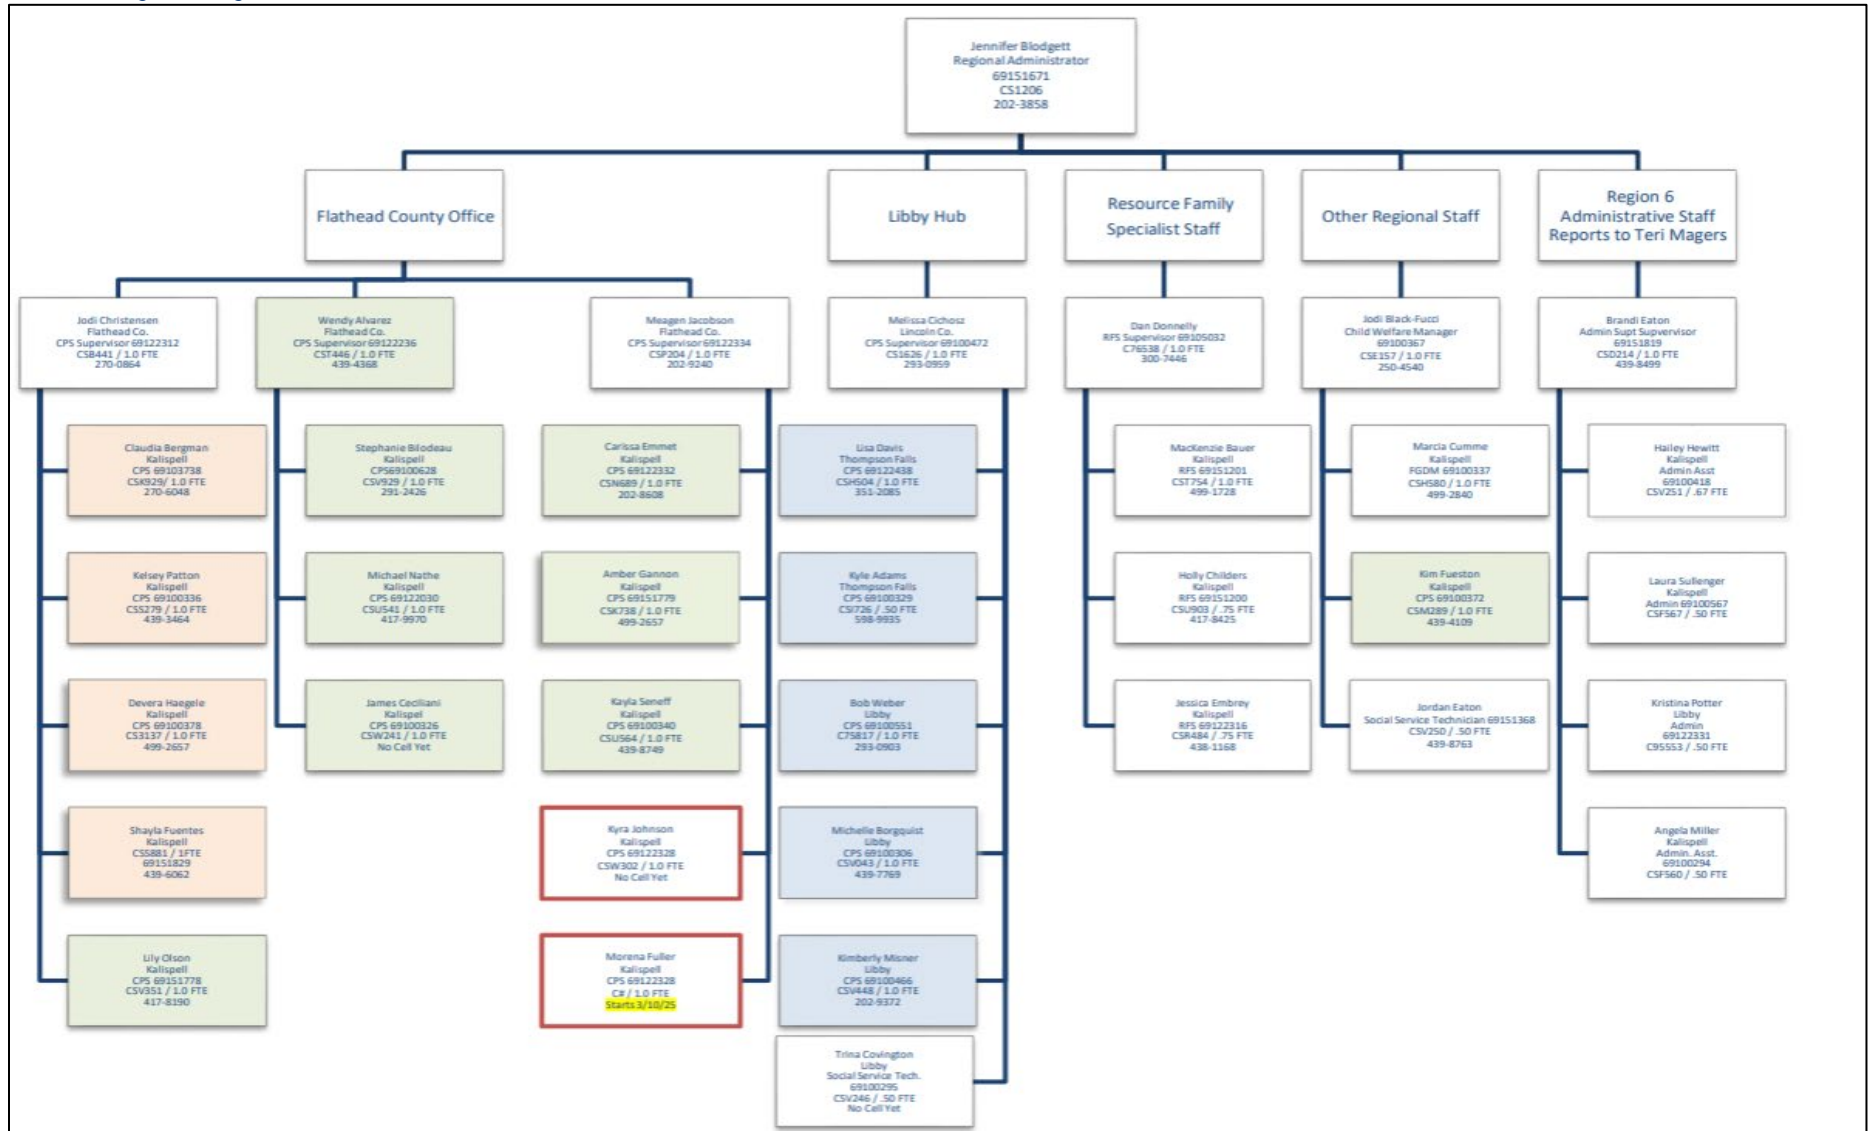 Jennifer Blodgett
Regional Administrator
69151671
CS1206
202-3858
Flathead County Office
Libby Hub
Resource Family
Specialist Staff
Other Regional Staff
Region 6
Administrative Staff
Reports to Teri Magers
Jodi Christensen
Flathead Co.
CPS Supervisor 69122312
CSB441 / 1.0 FTE
270-0864
Wendy Alvarez
Flathead Co.
CPS Supervisor 69122236
CST446 / 1.0 FTE
439-4368
Meagen Jacobson
Flathead Co.
CPS Supervisor 69122334
CSP204 / 1.0 FTE
202-9240
Melissa Cichosz
Lincoln Co.
CPS Supervisor 69100472
CS1626 / 1.0 FTE
293-0959
Dan Donnelly
RFS Supervisor 69105032
C76538 / 1.0 FTE
300-7446
Jodi Black-Fucci
Child Welfare Manager
69100367
CSE157 / 1.0 FTE
250-4540
Brandi Eaton
Admin Supt Supvervisor
69151819
CSD214 / 1.0 FTE
439-8499
Claudia Bergman
Kalispell
CPS 69103738
CSK929/ 1.0 FTE
270-6048
Kelsey Patton
Kalispell
CPS 69100336
CSS279 / 1.0 FTE
439-3464
Devera Haegele
Kalispell
CPS 69100378
CS3137 / 1.0 FTE
499-2657
Shayla Fuentes
Kalispell
CSS881 / 1FTE
69151829
439-6062
Lily Olson
Kalispell
CPS 69151778
CSV351 / 1.0 FTE
417-8190
Stephanie Bilodeau
Kalispell
CPS69100628
CSV929 / 1.0 FTE
291-2426
Michael Nathe
Kalispell
CPS 69122030
CSU541 / 1.0 FTE
417-9970
James Ceciliani
Kalispel
CPS 69100326
CSW241 / 1.0 FTE
No Cell Yet
Carissa Emmet
Kalispell
CPS 69122332
CSN689 / 1.0 FTE
202-8608
Amber Gannon
Kalispell
CPS 69151779
CSK738 / 1.0 FTE
499-2657
Kayla Seneff
Kalispell
CPS 69100340
CSU564 / 1.0 FTE
439-8749
Kyra Johnson
Kalispell
CPS 69122328
CSW302 / 1.0 FTE
No Cell Yet
Morena Fuller
Kalispell
CPS 69122328
C# / 1.0 FTE
Starts 3/10/25
Lisa Davis
Thompson Falls
CPS 69122438
CSH504 / 1.0 FTE
351-2085
Kyle Adams
Thompson Falls
CPS 69100329
CSI726 / .50 FTE
598-9935
Bob Weber
Libby
CPS 69100551
C75817 / 1.0 FTE
293-0903
Michelle Borgquist
Libby
CPS 69100306
CSV043 / 1.0 FTE
439-7769
Kimberly Misner
Libby
CPS 69100466
CSV448 / 1.0 FTE
202-9372
Trina Covington
Libby
Social Service Tech.
69100295
CSV246 / .50 FTE
No Cell Yet
MacKenzie Bauer
Kalispell
RFS 69151201
CST754 / 1.0 FTE
499-1728
Holly Childers
Kalispell
RFS 69151200
CSU903 / .75 FTE
417-8425
Jessica Embrey
Kalispell
RFS 69122316
CSR484 / .75 FTE
438-1168
Marcia Cumme
Kalispell
FGDM 69100337
CSH580 / 1.0 FTE
499-2840
Kim Fueston
Kalispell
CPS 69100372
CSM289 / 1.0 FTE
439-4109
Jordan Eaton
Social Service Technician 69151368
CSV250 / .50 FTE
439-8763
Hailey Hewitt
Kalispell
Admin Asst
69100418
CSV251 / .67 FTE
Laura Sullenger
Kalispell
Admin 69100567
CSF567 / .50 FTE
Kristina Potter
Libby
Admin
69122331
C95553 / .50 FTE
Angela Miller
Kalispell
Admin. Asst.
69100294
CSF560 / .50 FTE